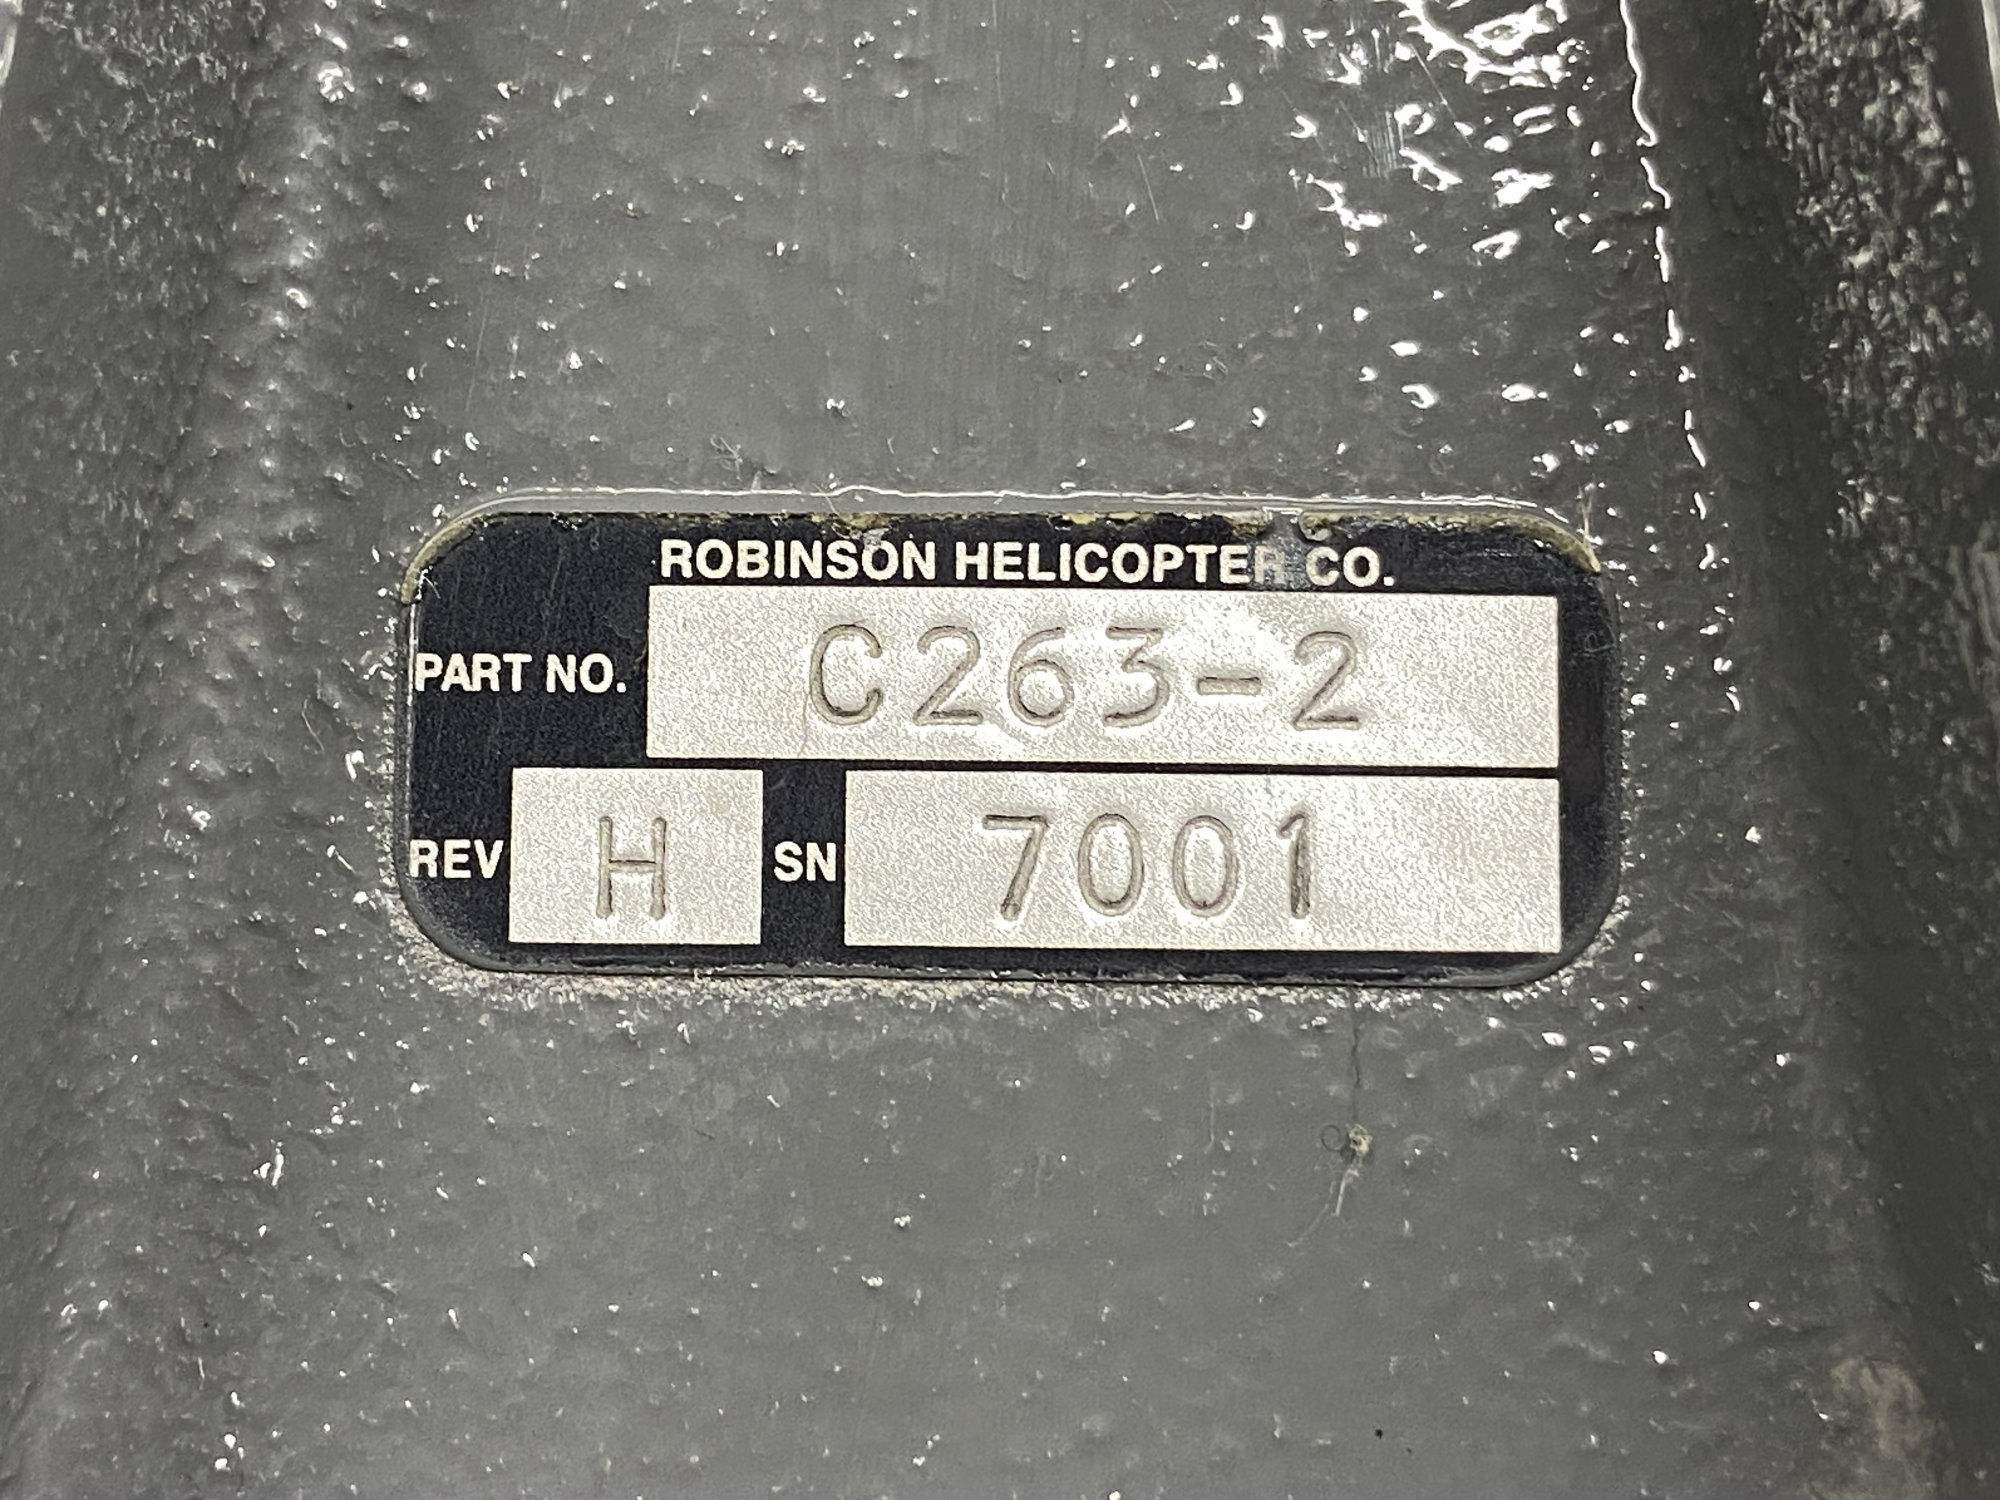 ROBINSON HELICOPTER CO.
PART NO. C263-2
REV H SN 7001